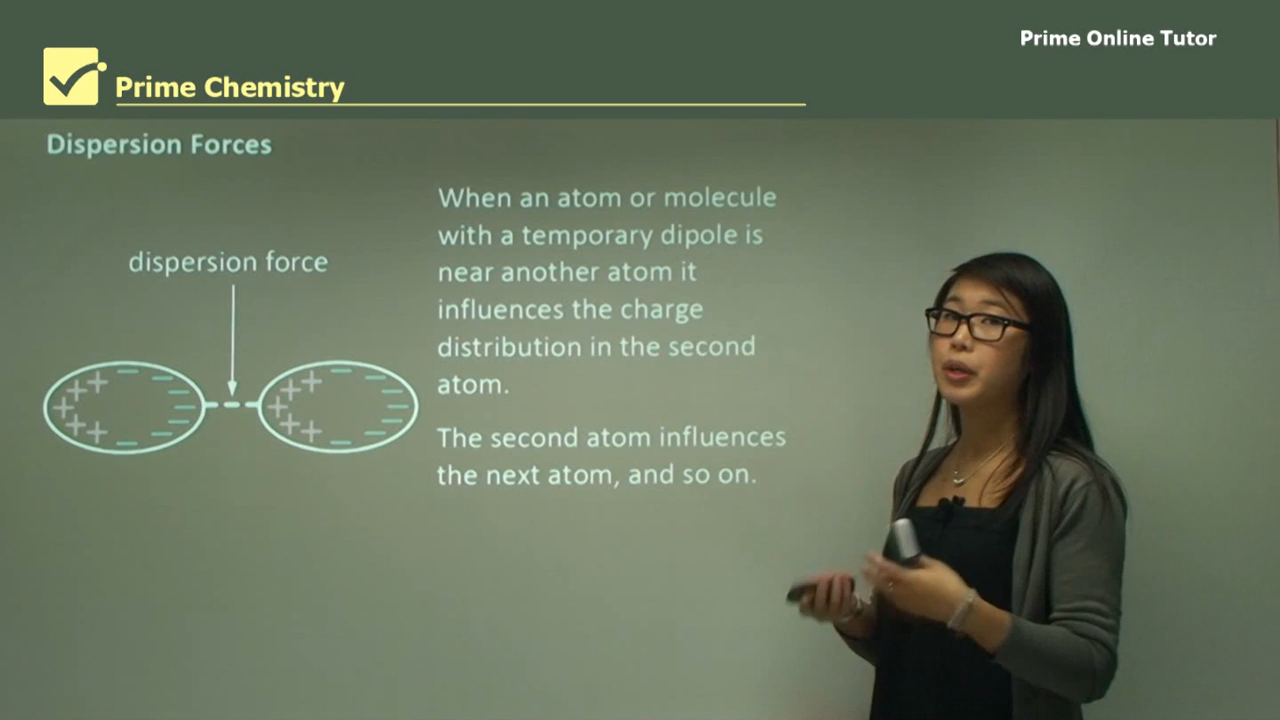 Prime Online Tutor
Prime Chemistry
Dispersion Forces
dispersion force
When an atom or molecule
with a temporary dipole is
near another atom it
influences the charge
distribution in the second
atom.
The second atom influences
the next atom, and so on.